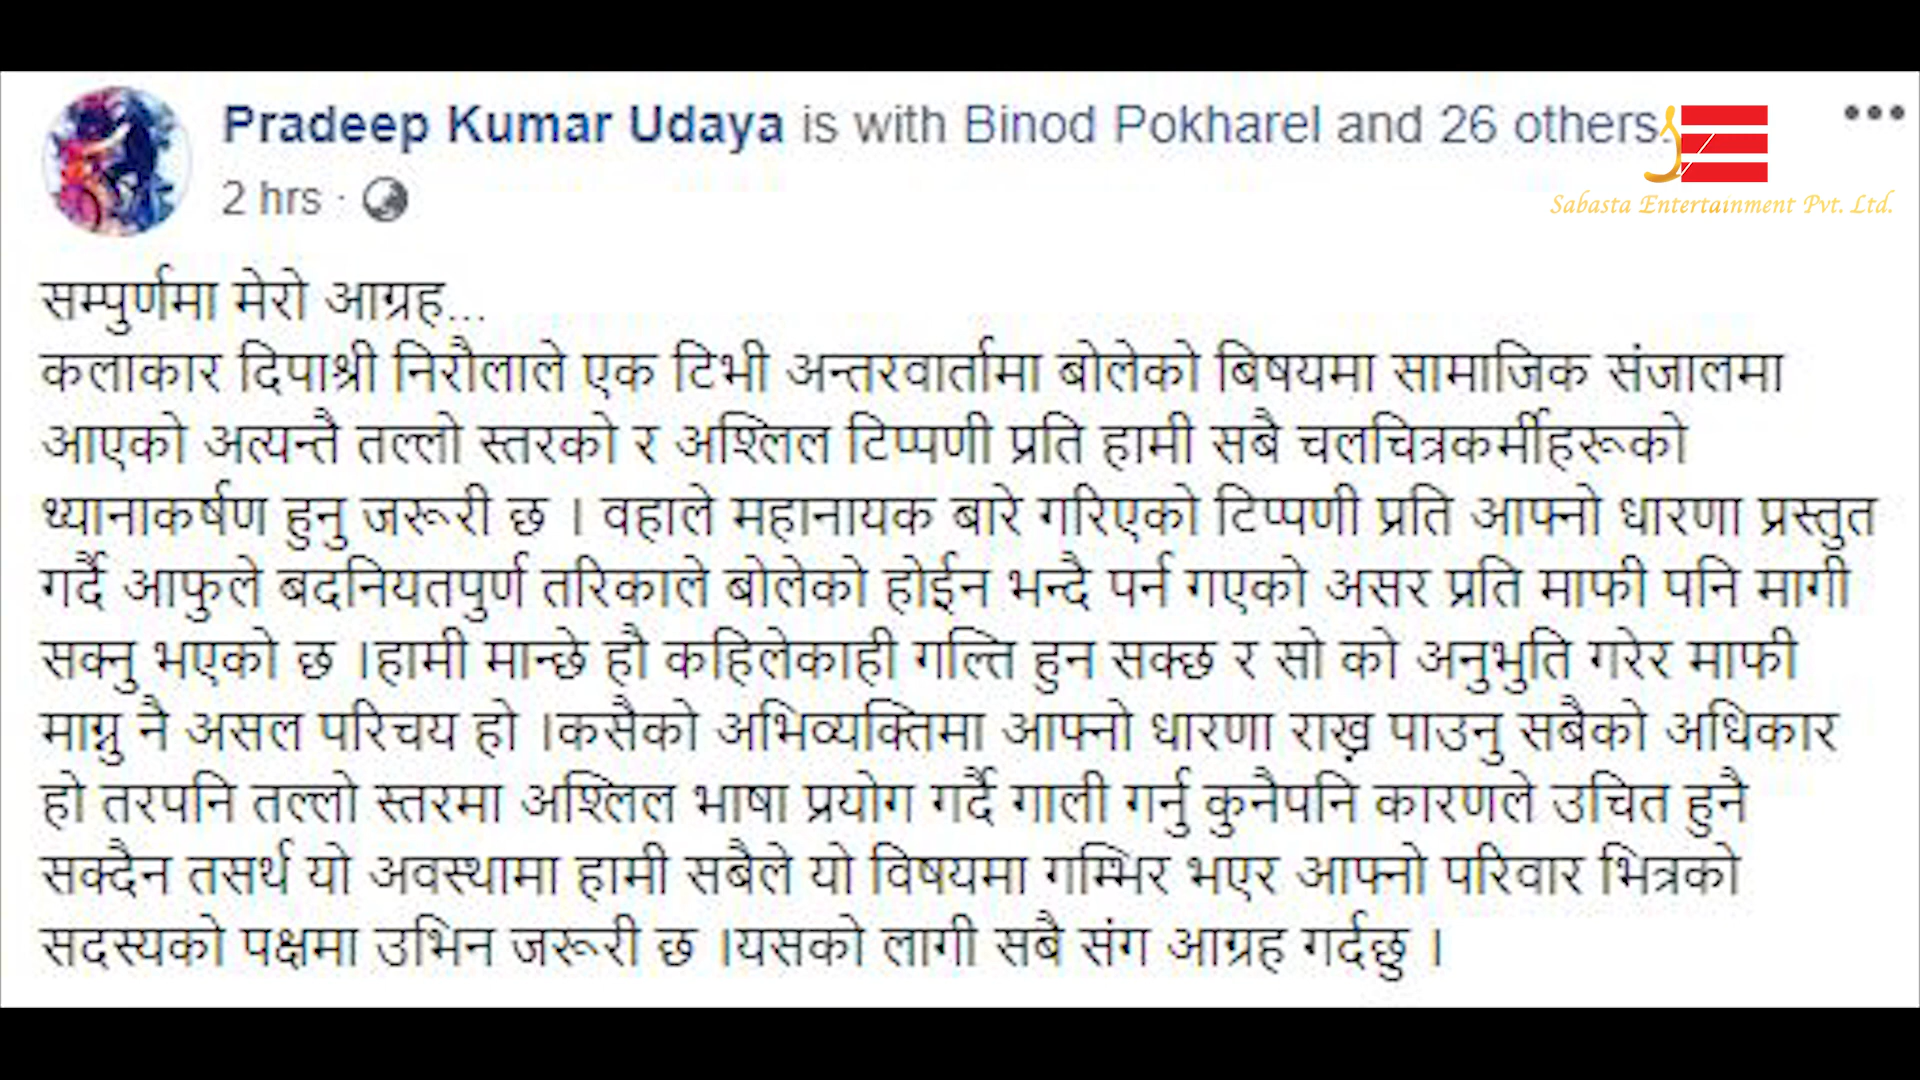 Pradeep Kumar Udaya is with Binod Pokharel and 26 others.
2 hrs ·
Sabasta Entertainment Pvt. Ltd.
सम्पुर्णमा मेरो आग्रह...
कलाकार दिपाश्री निरौलाले एक टिभी अन्तरवार्तामा बोलेको बिषयमा सामाजिक संजालमा
आएको अत्यन्तै तल्लो स्तरको र अश्लिल टिप्पणी प्रति हामी सबै चलचित्रकर्मीहरूको
ध्यानाकर्षण हुनु जरूरी छ । वहाले महानायक बारे गरिएको टिप्पणी प्रति आफ्नो धारणा प्रस्तुत
गर्दै आफुले बदनियतपुर्ण तरिकाले बोलेको होईन भन्दै पर्न गएको असर प्रति माफी पनि मागी
सक्नु भएको छ ।हामी मान्छे हौ कहिलेकाही गल्ति हुन सक्छ र सो को अनुभुति गरेर माफी
माग्नु नै असल परिचय हो ।कसैको अभिव्यक्तिमा आफ्नो धारणा राख़ पाउनु सबैको अधिकार
हो तरपनि तल्लो स्तरमा अश्लिल भाषा प्रयोग गर्दै गाली गर्नु कुनैपनि कारणले उचित हुनै
सक्दैन तसर्थ यो अवस्थामा हामी सबैले यो विषयमा गम्भिर भएर आफ्नो परिवार भित्रको
सदस्यको पक्षमा उभिन जरूरी छ ।यसको लागी सबै संग आग्रह गर्दछु ।